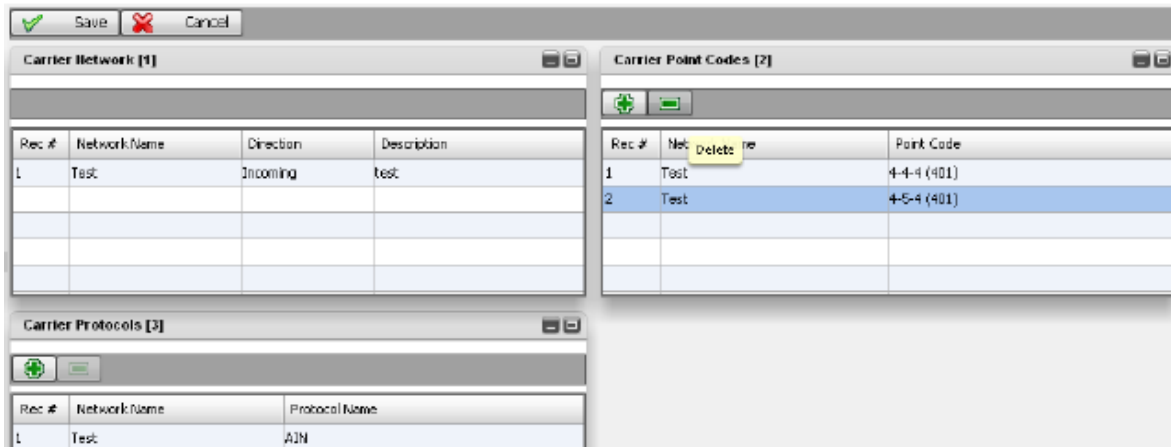 Save Cancel
Carrier Network [1]
Rec # Network Name Direction Description
1 Test Incoming test
Carrier Point Codes [2]
Delete
Rec # Net me Point Code
1 Test 4-4-4 (401)
2 Test 4-5-4 (401)
Carrier Protocols [3]
Rec # Network Name Protocol Name
1 Test AIN